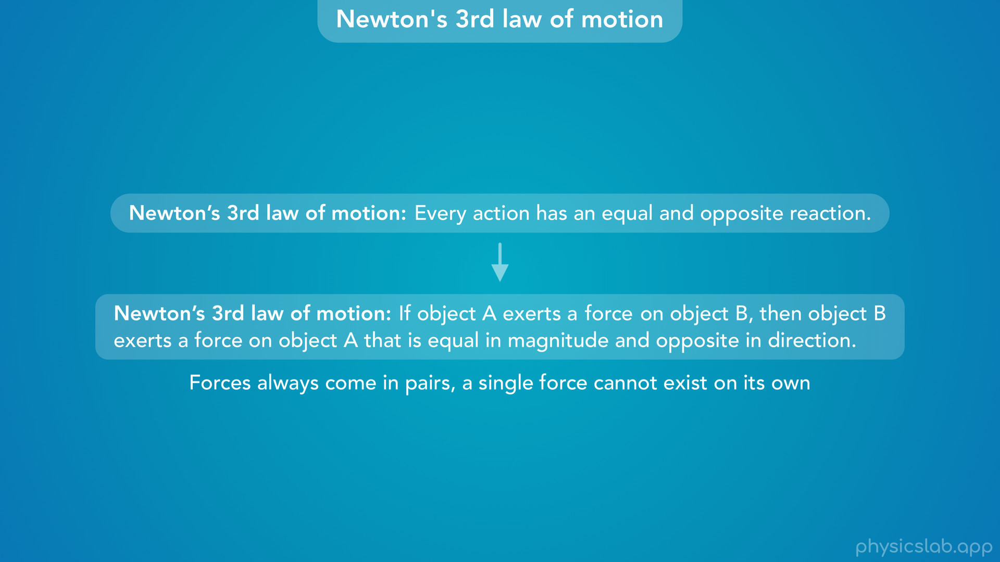 Newton's 3rd law of motion
Newton’s 3rd law of motion: Every action has an equal and opposite reaction.
Newton’s 3rd law of motion: If object A exerts a force on object B, then object B
exerts a force on object A that is equal in magnitude and opposite in direction.
Forces always come in pairs, a single force cannot exist on its own
physicslab.app